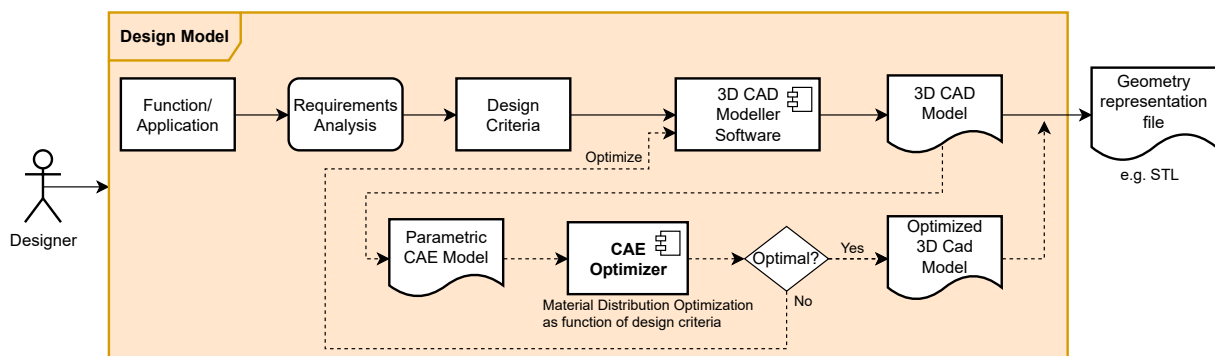 Design Model
Function/
Application
Requirements
Analysis
Design
Criteria
3D CAD
Modeller
Software
3D CAD
Model
Geometry
representation
file
e.g. STL
Optimize
Designer
Parametric
CAE Model
CAE
Optimizer
Material Distribution Optimization
as function of design criteria
Optimal?
Yes
No
Optimized
3D Cad
Model